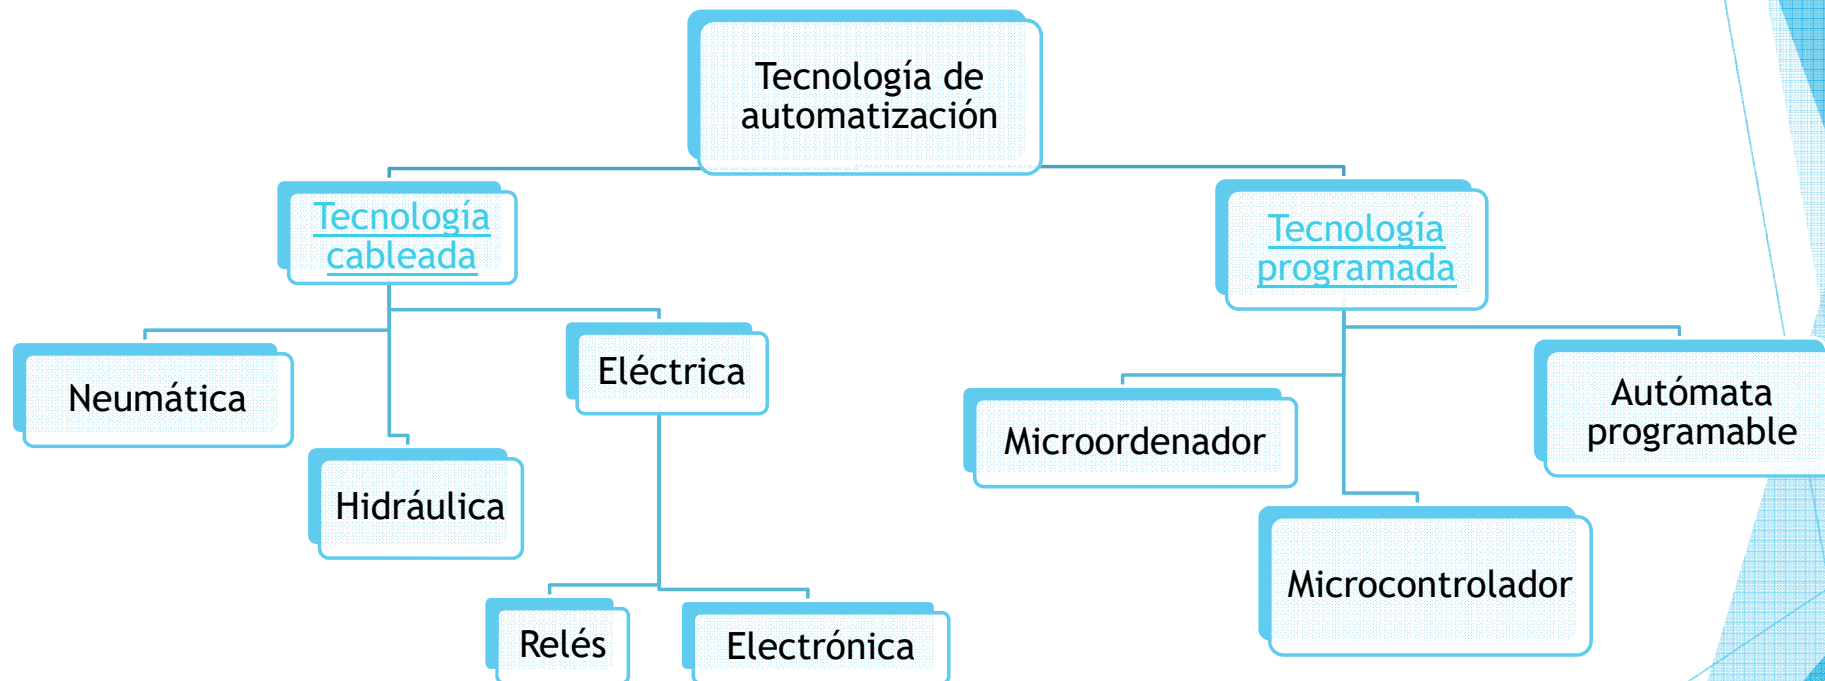 Tecnología de
automatización
Tecnología
cableada
Tecnología
programada
Neumática
Hidráulica
Eléctrica
Relés
Electrónica
Microordenador
Microcontrolador
Autómata
programable